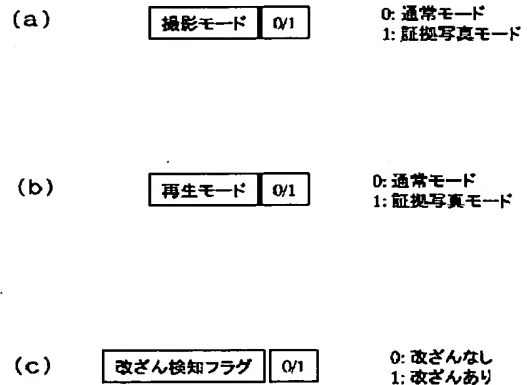 (a) 撮影モード 0/1 0: 通常モード
1: 証拠写真モード
(b) 再生モード 0/1 0: 通常モード
1: 証拠写真モード
(c) 改ざん検知フラグ 0/1 0: 改ざんなし
1: 改ざんあり